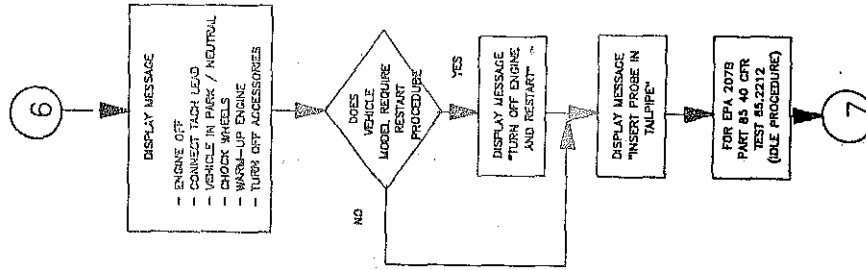 6
DISPLAY MESSAGE
- ENGINE OFF
- CONNECT TACH LEAD
- VEHICLE IN PARK / NEUTRAL
- CHOCK WHEELS
- WARM-UP ENGINE
- TURN OFF ACCESSORIES
DOES
VEHICLE
MODEL REQUIRE
RESTART
PROCEDURE
NO
YES
DISPLAY MESSAGE
"TURN OFF ENGINE
AND RESTART"
DISPLAY MESSAGE
"INSERT PROBE IN
TAILPIPE"
FOR EPA 207B
PART 85 40 CFR
TEST 85.2212
(IDLE PROCEDURE)
7